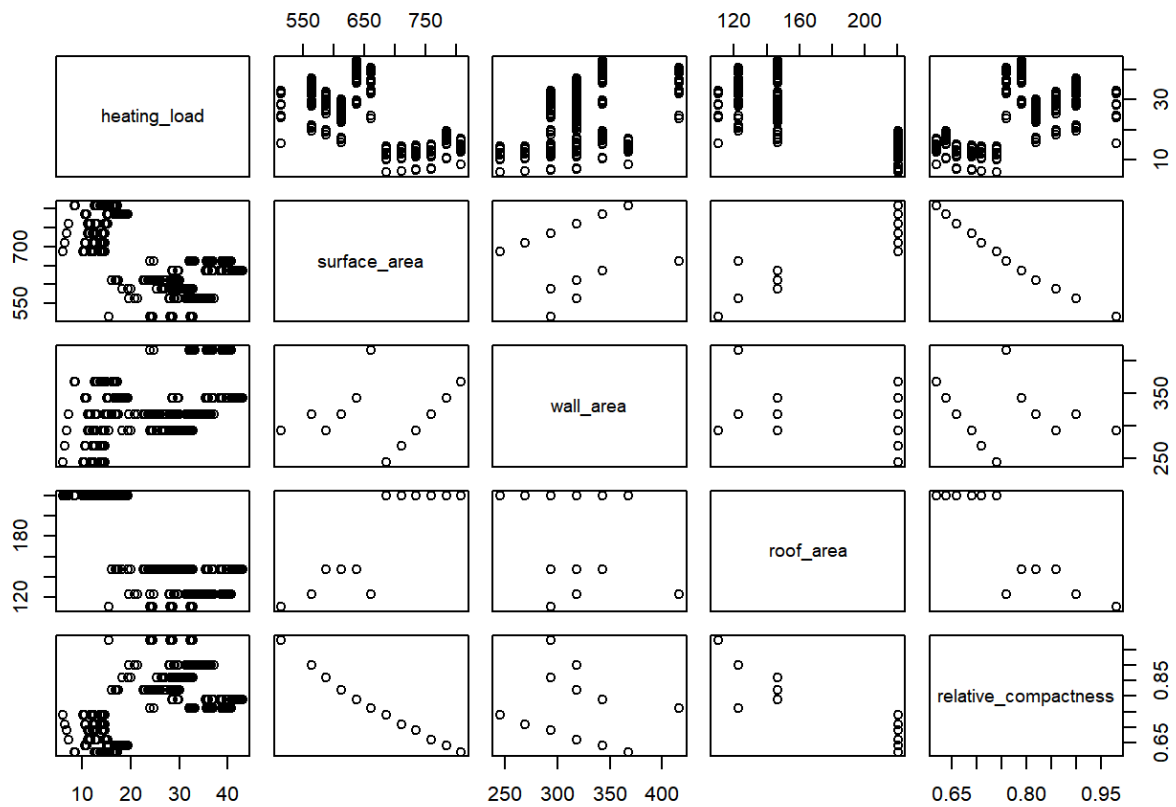 550 650 750
120 160 200
heating_load
10 30
550 700
surface_area
wall_area
250 350
120 180
roof_area
relative_compactness
0.65 0.85
10 20 30 40
250 300 350 400
0.65 0.80 0.95